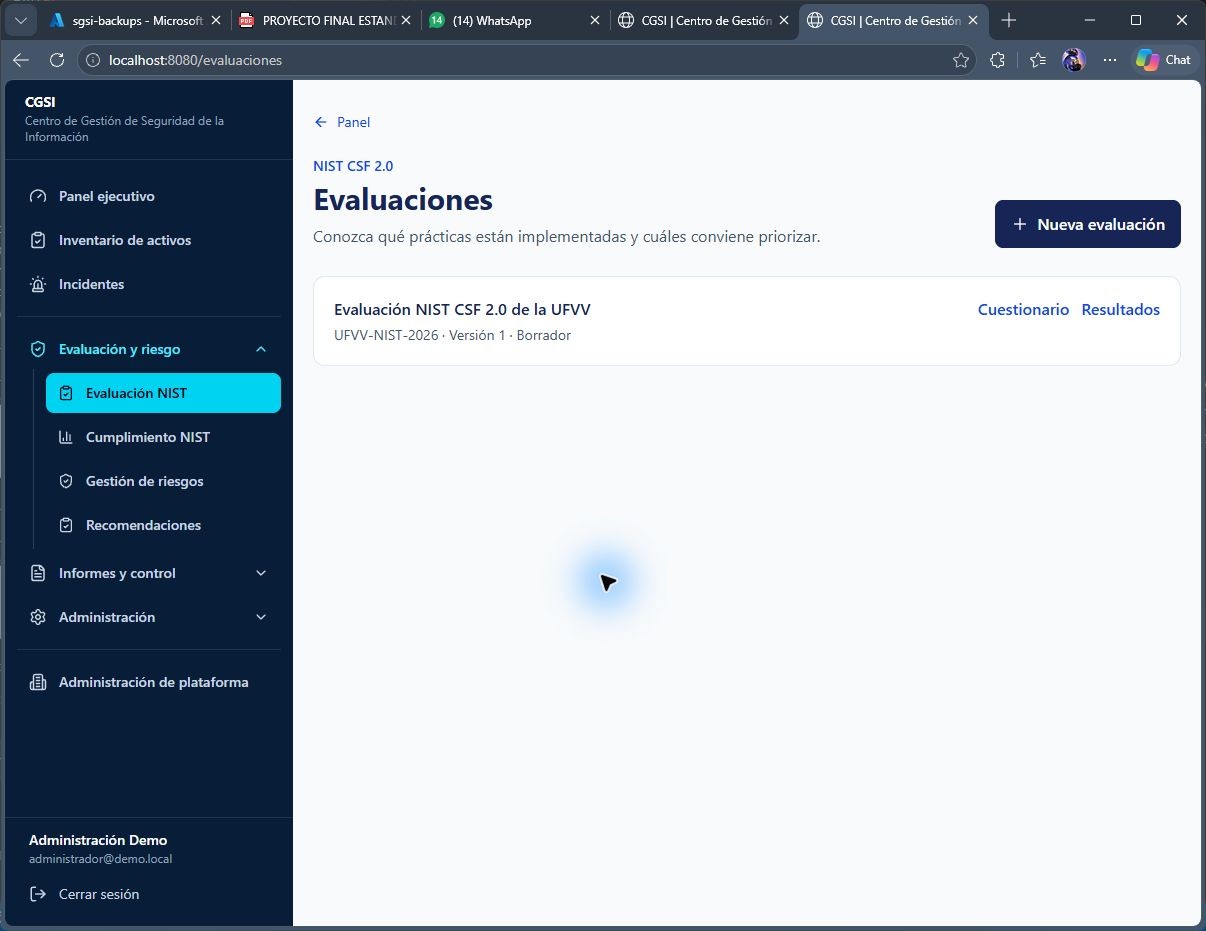 sgsi-backups - Microsoft
PROYECTO FINAL ESTAN
14
(14) WhatsApp
CGSI | Centro de Gestión
CGSI | Centro de Gestión
localhost:8080/evaluaciones
Chat
CGSI
Centro de Gestión de Seguridad de la
Información
Panel ejecutivo
Inventario de activos
Incidentes
Evaluación y riesgo
Evaluación NIST
Cumplimiento NIST
Gestión de riesgos
Recomendaciones
Informes y control
Administración
Administración de plataforma
Administración Demo
administrador@demo.local
Cerrar sesión
Panel
NIST CSF 2.0
Evaluaciones
Conozca qué prácticas están implementadas y cuáles conviene priorizar.
Nueva evaluación
Evaluación NIST CSF 2.0 de la UFVV
UFVV-NIST-2026 · Versión 1 · Borrador
Cuestionario
Resultados